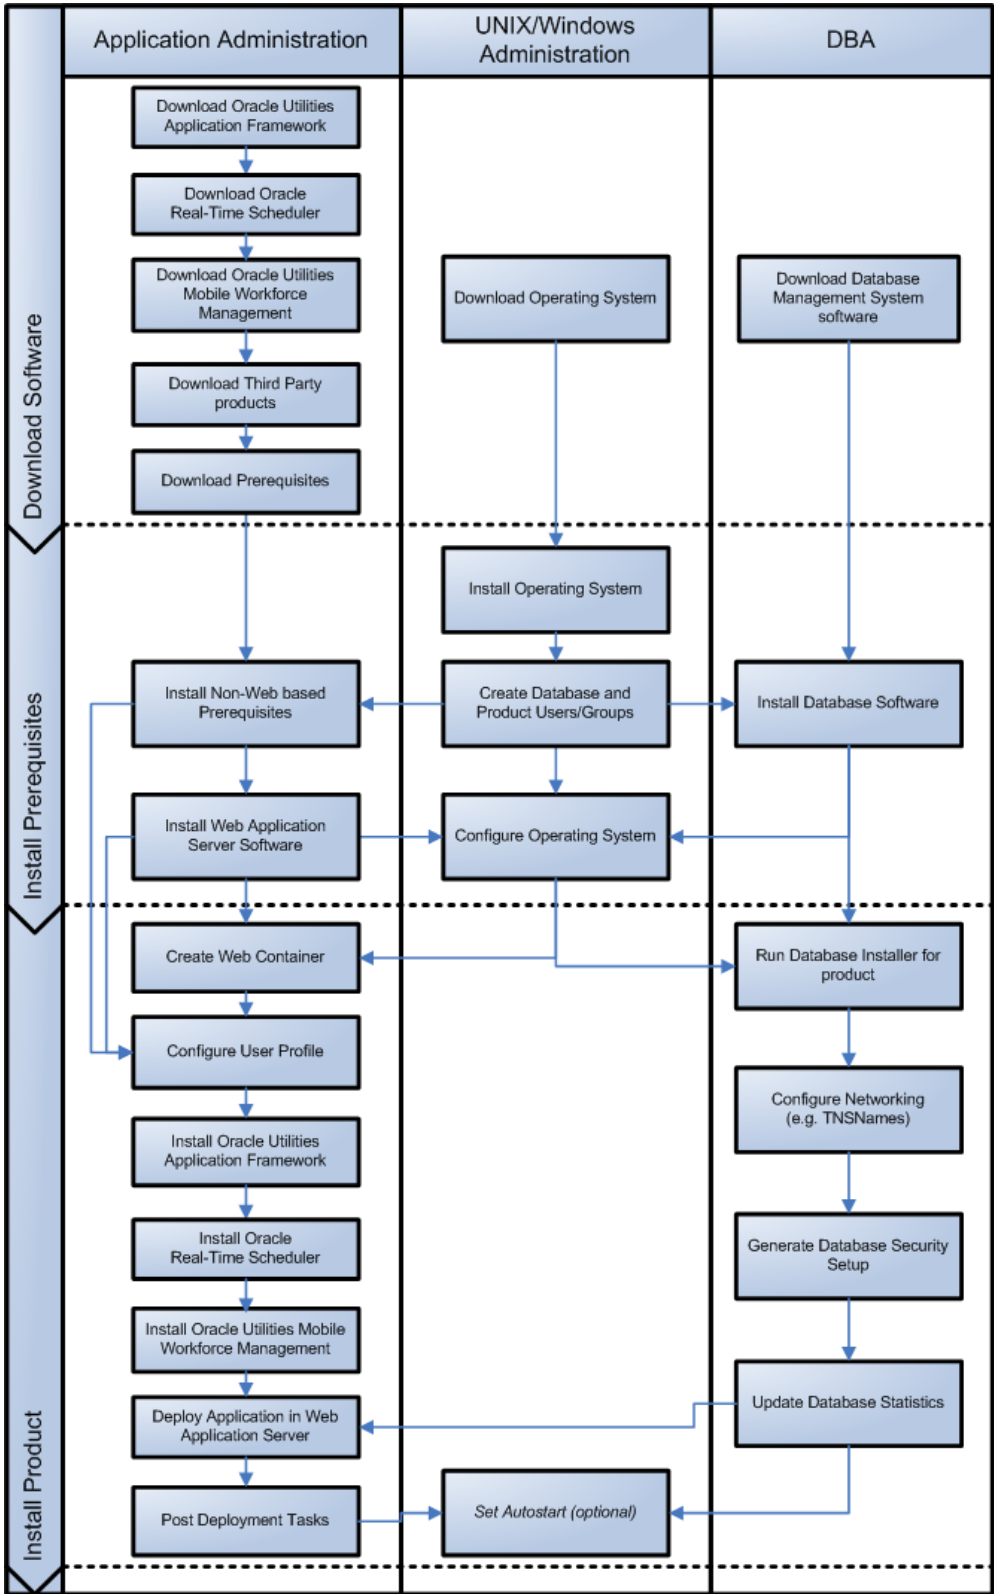 Application Administration
UNIX/Windows
Administration
DBA
Download Software
Download Oracle Utilities
Application Framework
Download Oracle
Real-Time Scheduler
Download Oracle Utilities
Mobile Workforce
Management
Download Operating System
Download Database
Management System
software
Download Third Party
products
Download Prerequisites
Install Prerequisites
Install Operating System
Install Non-Web based
Prerequisites
Create Database and
Product Users/Groups
Install Database Software
Install Web Application
Server Software
Configure Operating System
Install Product
Create Web Container
Run Database Installer for
product
Configure User Profile
Configure Networking
(e.g. TNSNames)
Install Oracle Utilities
Application Framework
Install Oracle
Real-Time Scheduler
Generate Database Security
Setup
Install Oracle Utilities Mobile
Workforce Management
Deploy Application in Web
Application Server
Update Database Statistics
Post Deployment Tasks
Set Autostart (optional)